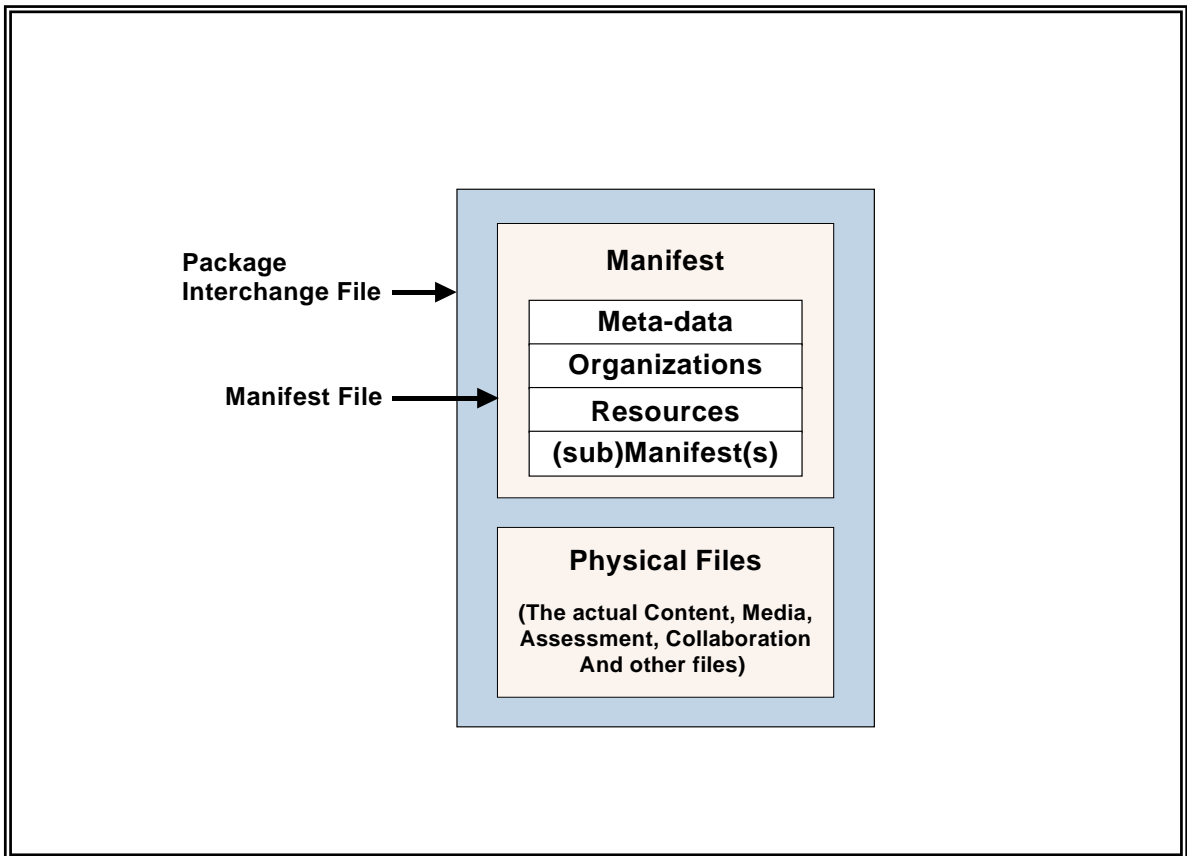 Package
Interchange File
Manifest File
Manifest
Meta-data
Organizations
Resources
(sub)Manifest(s)
Physical Files
(The actual Content, Media,
Assessment, Collaboration
And other files)